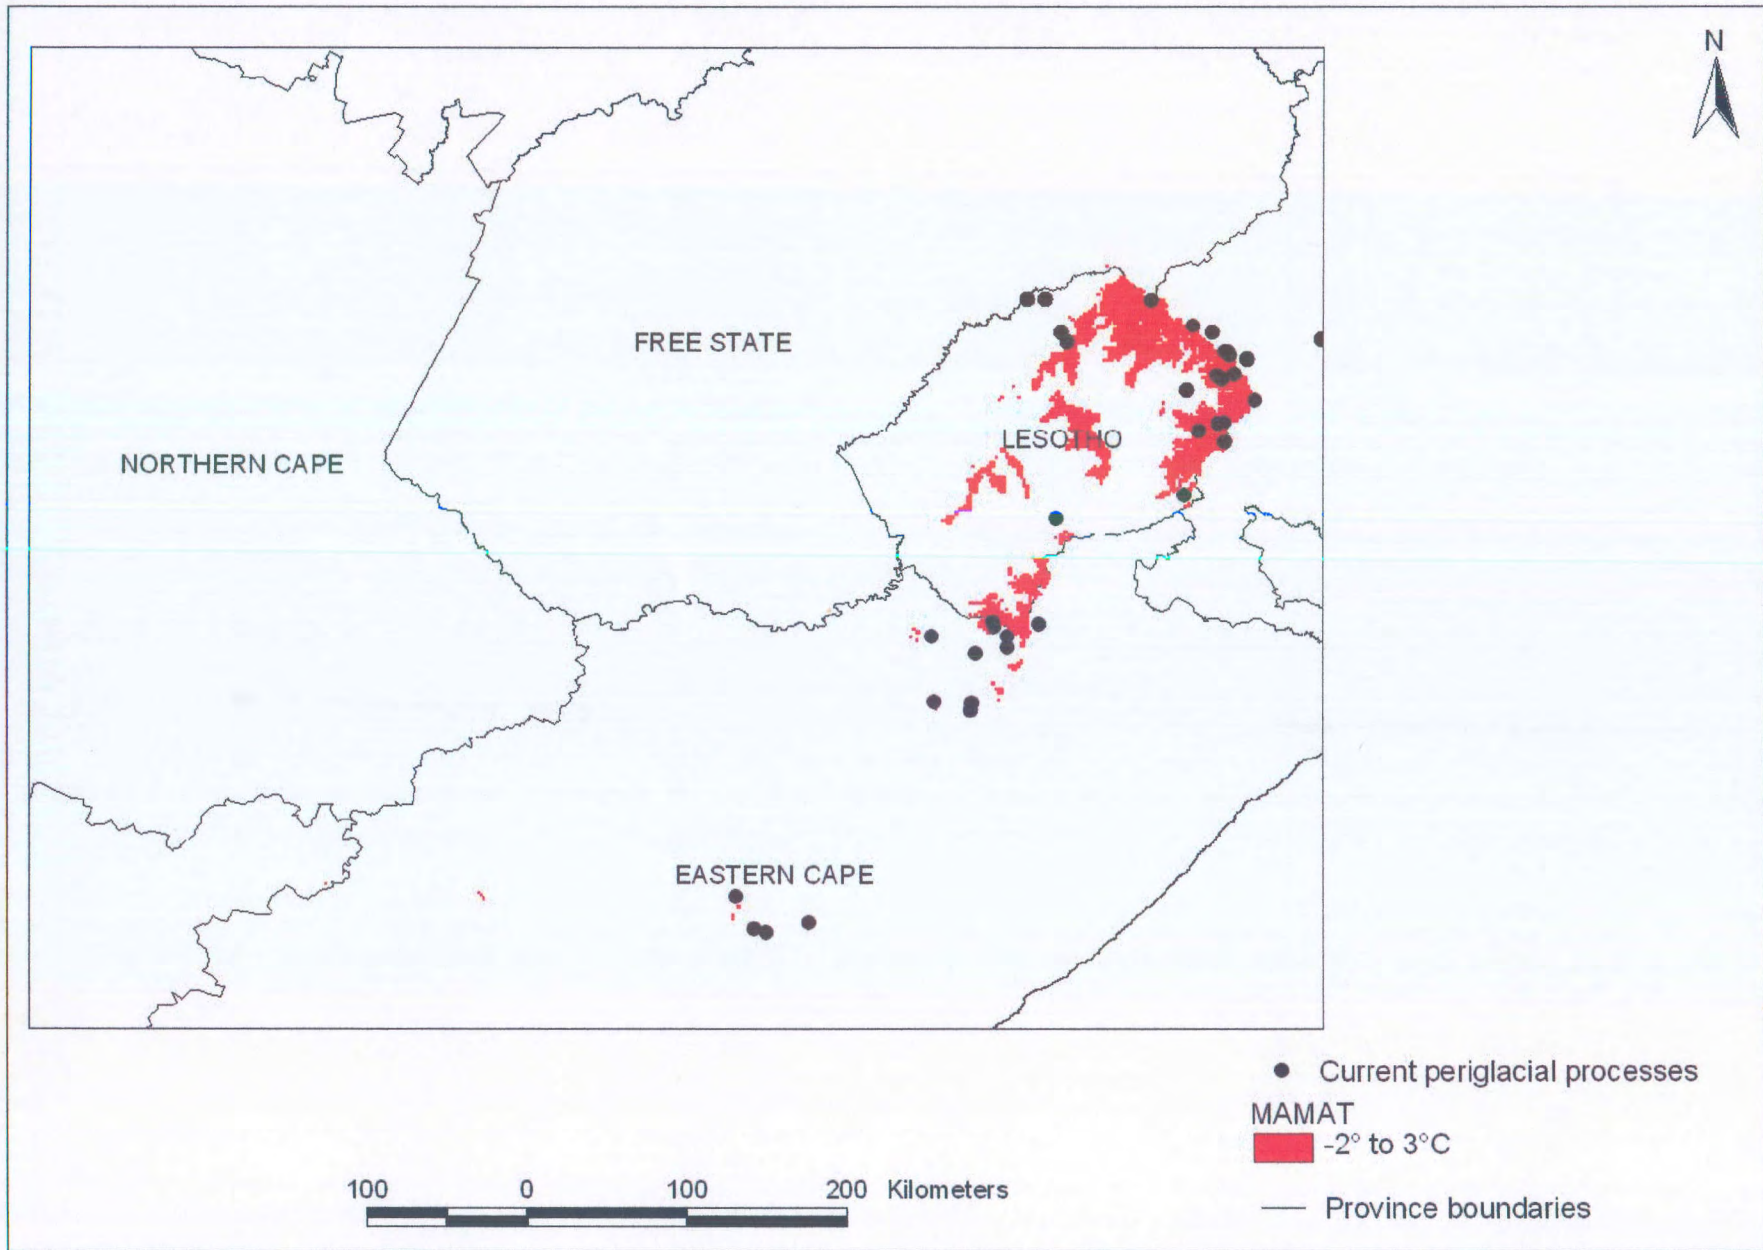 N
FREE STATE
LESOTHO
NORTHERN CAPE
EASTERN CAPE
Current periglacial processes
MAMAT
-2° to 3°C
Province boundaries
100 0 100 200 Kilometers